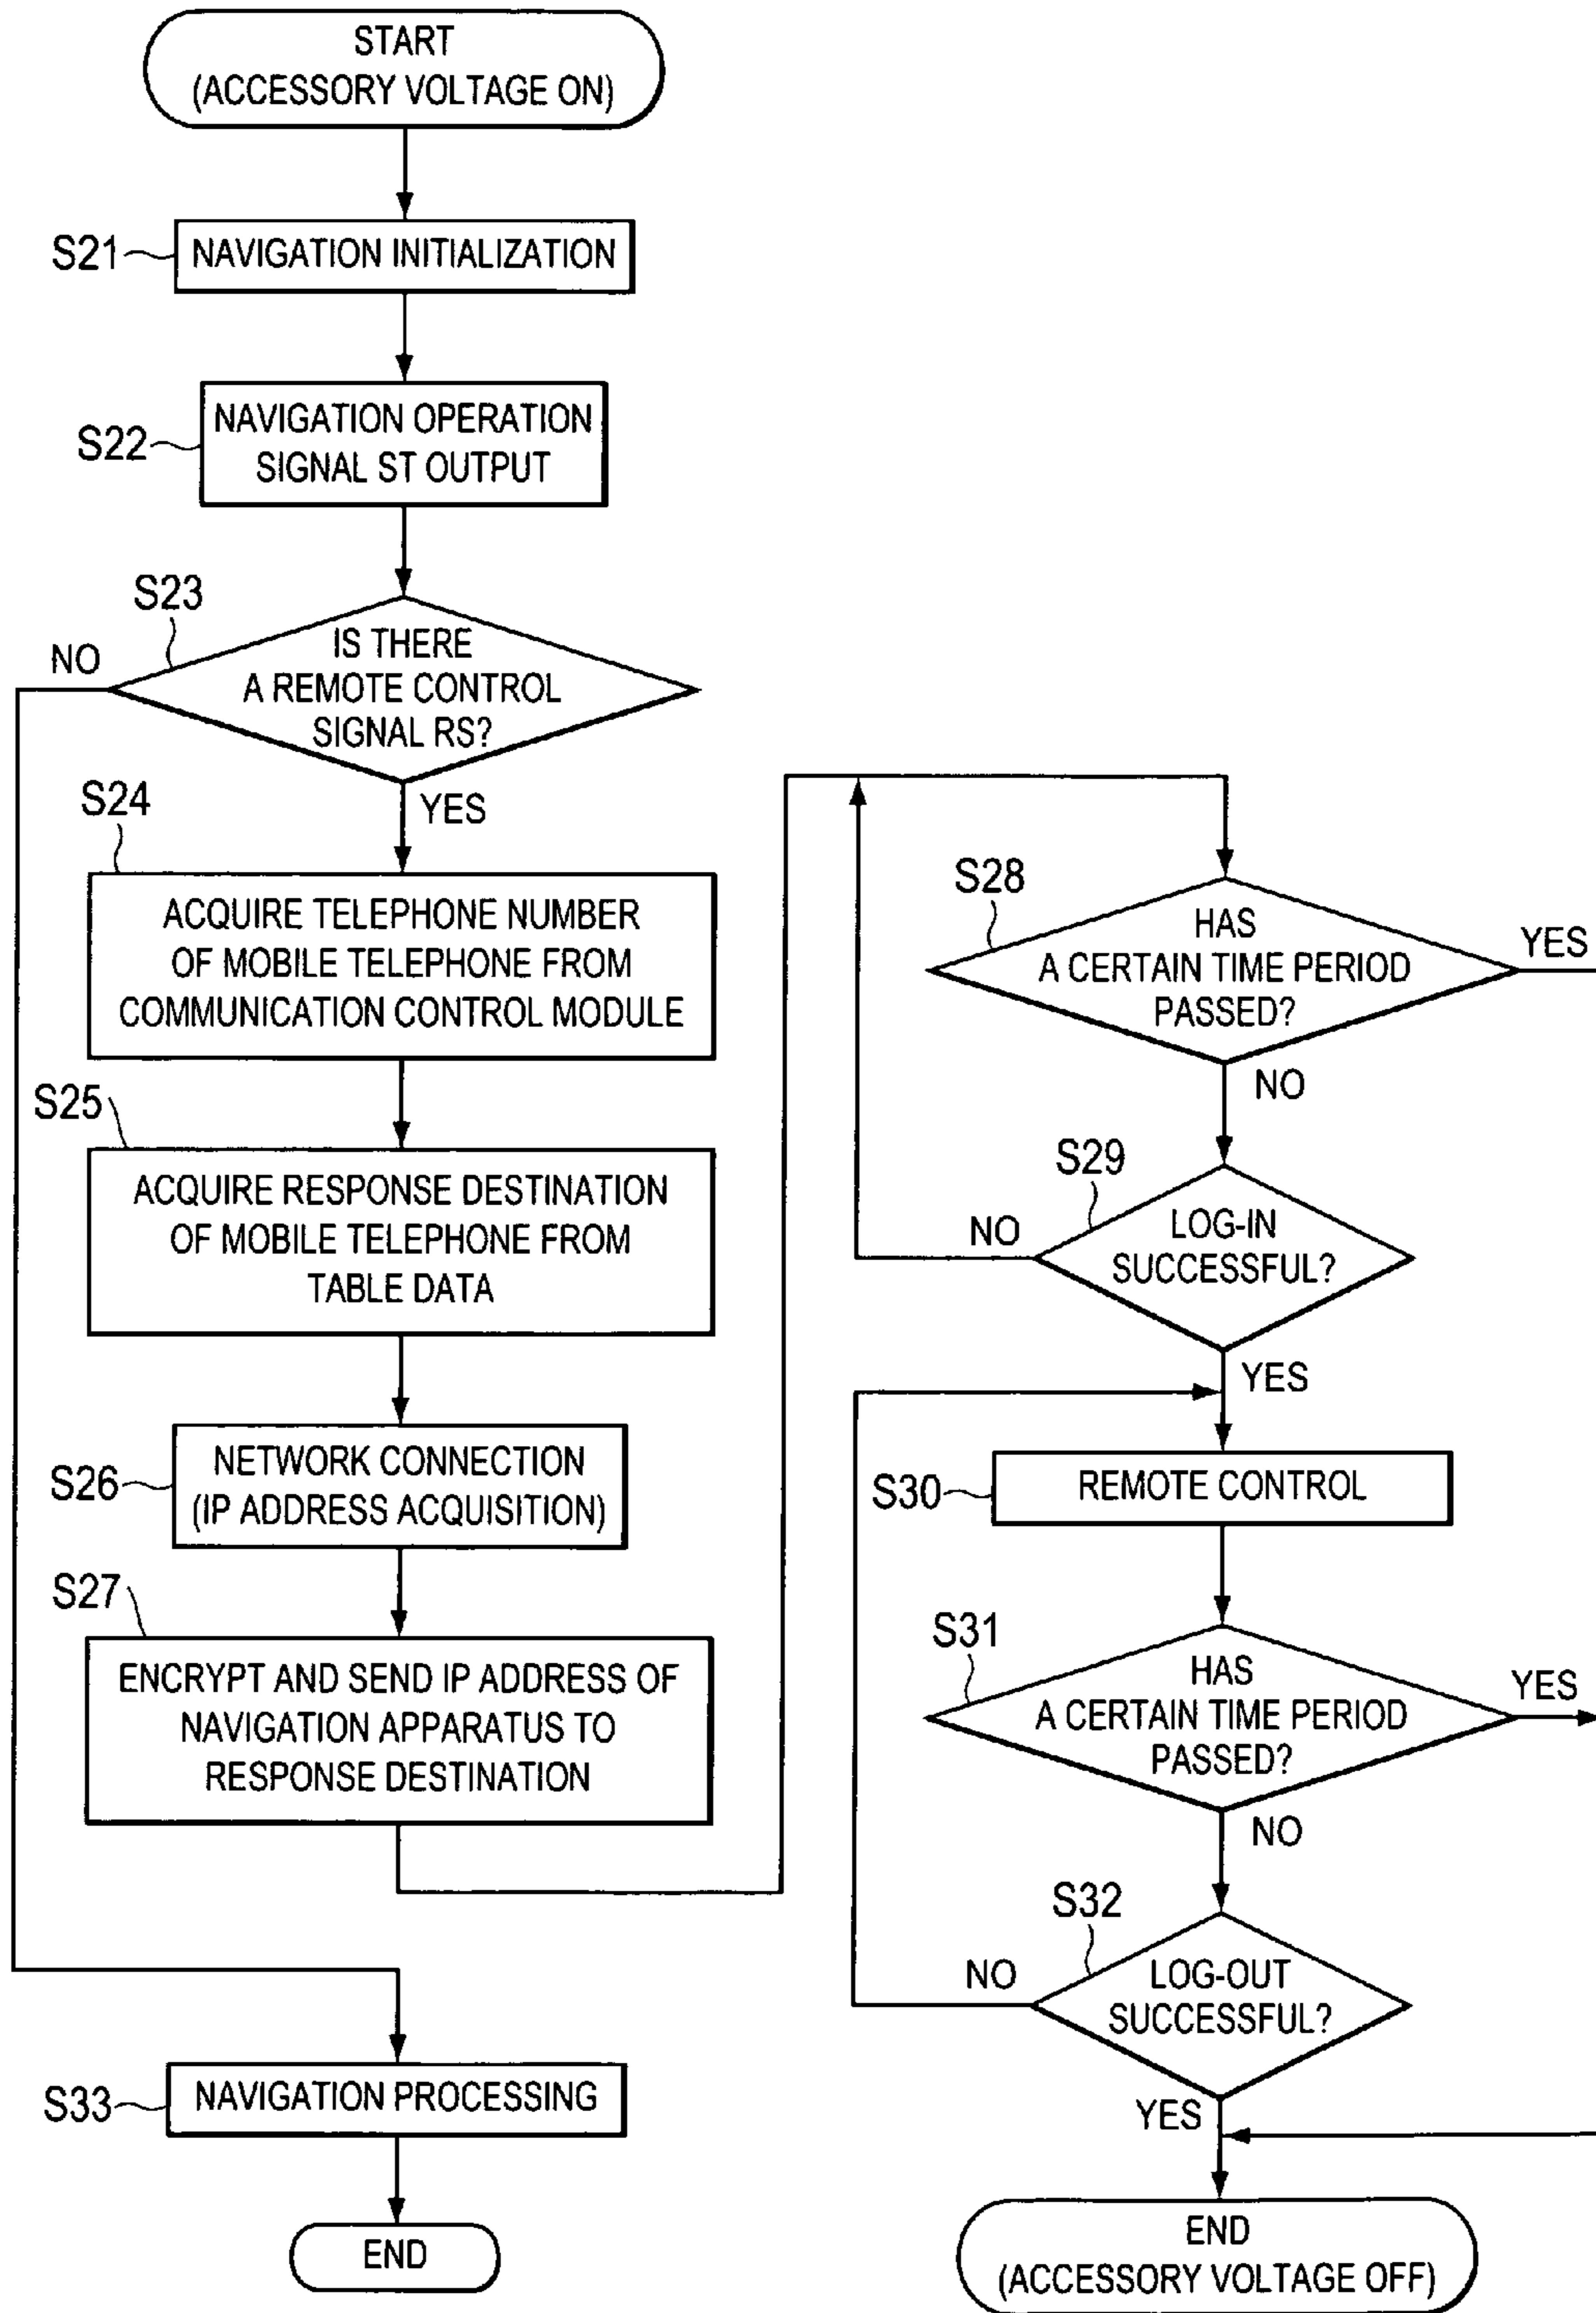 START
(ACCESSORY VOLTAGE ON)
S21
NAVIGATION INITIALIZATION
S22
NAVIGATION OPERATION
SIGNAL ST OUTPUT
S23
NO
IS THERE
A REMOTE CONTROL
SIGNAL RS?
YES
S24
ACQUIRE TELEPHONE NUMBER
OF MOBILE TELEPHONE FROM
COMMUNICATION CONTROL MODULE
S25
ACQUIRE RESPONSE DESTINATION
OF MOBILE TELEPHONE FROM
TABLE DATA
S26
NETWORK CONNECTION
(IP ADDRESS ACQUISITION)
S27
ENCRYPT AND SEND IP ADDRESS OF
NAVIGATION APPARATUS TO
RESPONSE DESTINATION
S33
NAVIGATION PROCESSING
END
S28
HAS
A CERTAIN TIME PERIOD
PASSED?
YES
NO
S29
NO
LOG-IN
SUCCESSFUL?
YES
S30
REMOTE CONTROL
S31
HAS
A CERTAIN TIME PERIOD
PASSED?
YES
NO
S32
NO
LOG-OUT
SUCCESSFUL?
YES
END
(ACCESSORY VOLTAGE OFF)